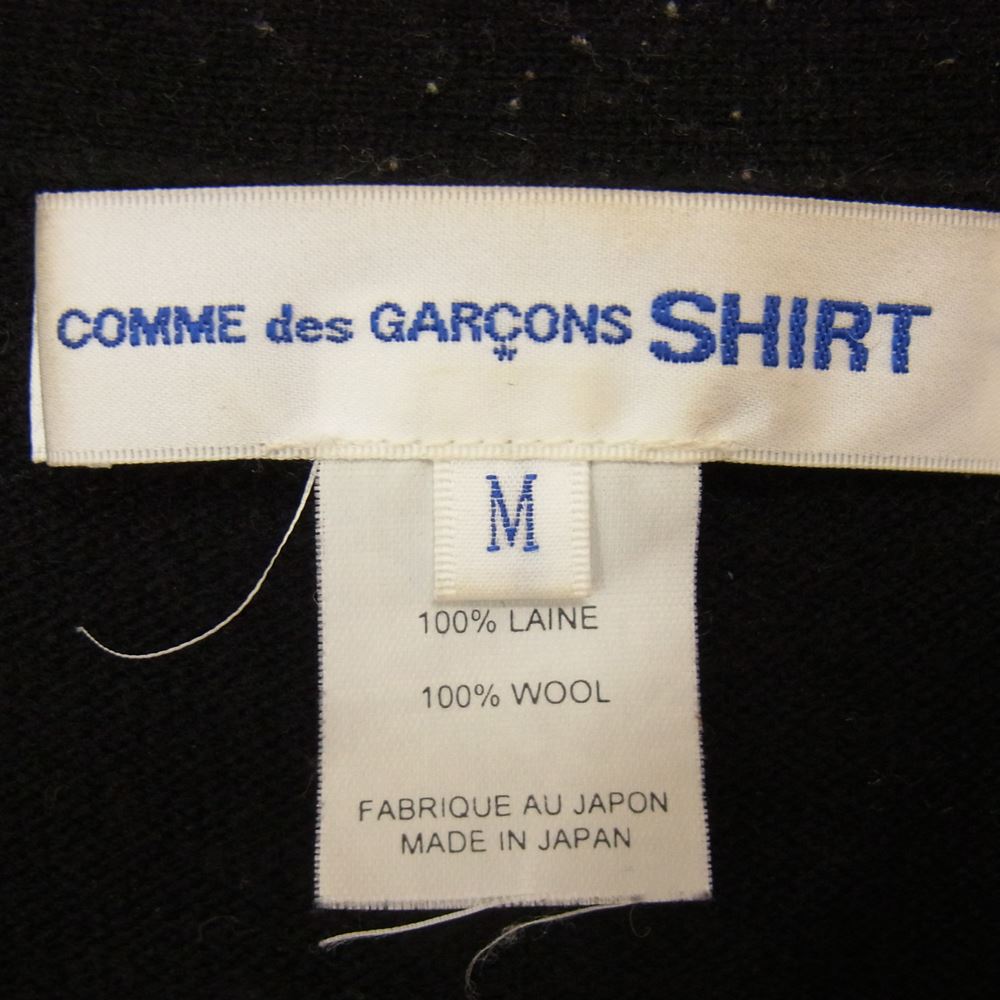 COMME des GARÇONS SHIRT
M
100% LAINE
100% WOOL
FABRIQUE AU JAPON
MADE IN JAPAN